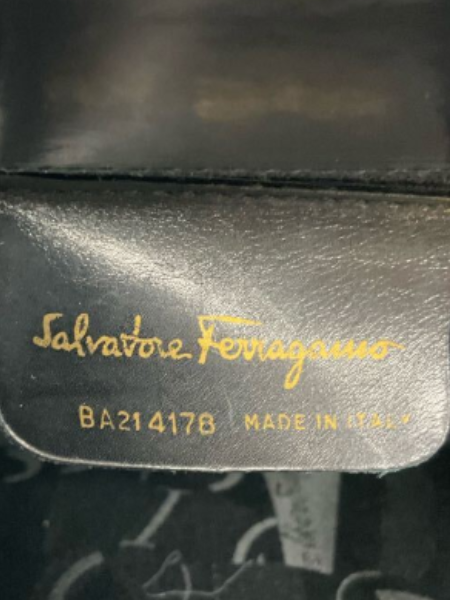 Salvatore Ferragamo
BA21 4178 MADE IN ITALY